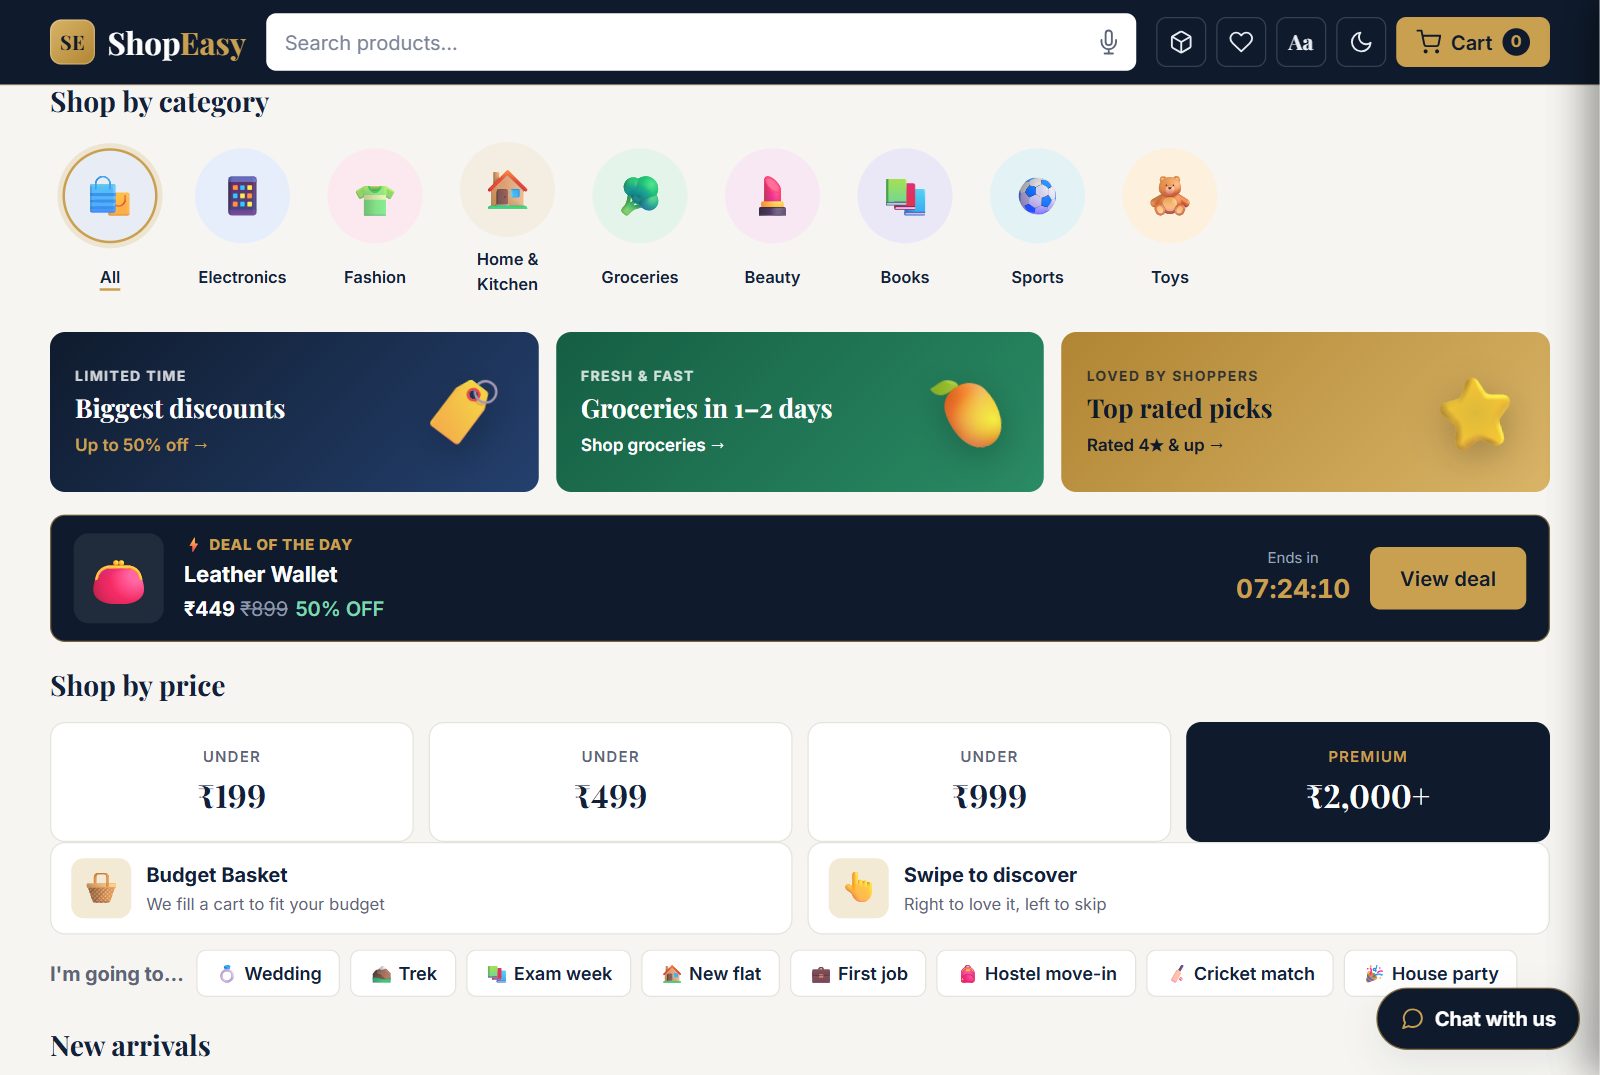 SE ShopEasy
Search products...
Aa
Cart 0
Shop by category
All
Electronics
Fashion
Home &
Kitchen
Groceries
Beauty
Books
Sports
Toys
LIMITED TIME
Biggest discounts
Up to 50% off →
FRESH & FAST
Groceries in 1–2 days
Shop groceries →
LOVED BY SHOPPERS
Top rated picks
Rated 4★ & up →
DEAL OF THE DAY
Leather Wallet
₹449 ₹899 50% OFF
Ends in
07:24:10
View deal
Shop by price
UNDER
₹199
UNDER
₹499
UNDER
₹999
PREMIUM
₹2,000+
Budget Basket
We fill a cart to fit your budget
Swipe to discover
Right to love it, left to skip
I'm going to...
Wedding
Trek
Exam week
New flat
First job
Hostel move-in
Cricket match
House party
Chat with us
New arrivals